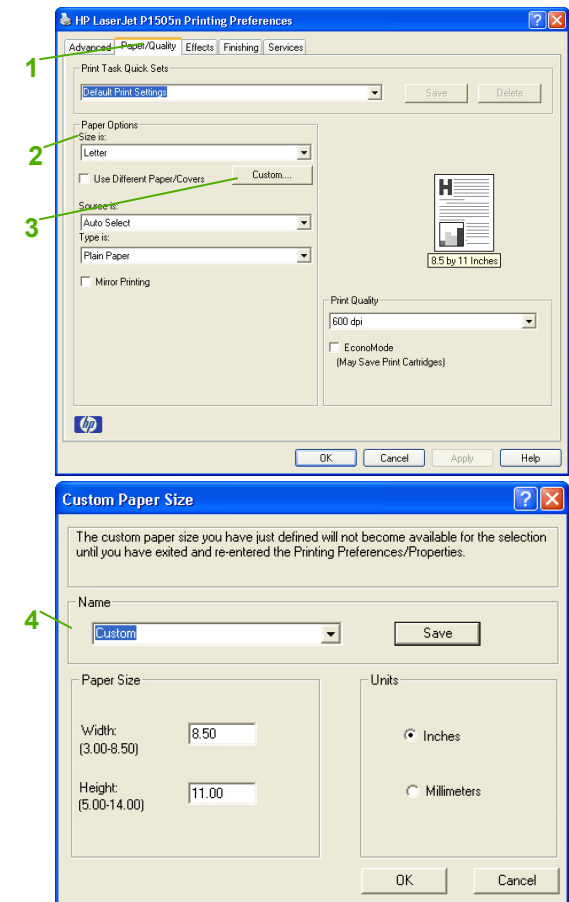 HP LaserJet P1505n Printing Preferences
Advanced Paper/Quality Effects Finishing Services
1
Print Task Quick Sets
Default Print Settings Save Delete
Paper Options
2 Size is:
Letter
Use Different Paper/Covers Custom....
3 Source is:
Auto Select
Type is:
Plain Paper
8.5 by 11 Inches
Mirror Printing
Print Quality
600 dpi
EconoMode
(May Save Print Cartridges)
hp
OK Cancel Apply Help
Custom Paper Size
The custom paper size you have just defined will not become available for the selection
until you have exited and re-entered the Printing Preferences/Properties.
Name
4 Custom Save
Paper Size Units
Width: 8.50 Inches
(3.00-8.50)
Height: 11.00 Millimeters
(5.00-14.00)
OK Cancel